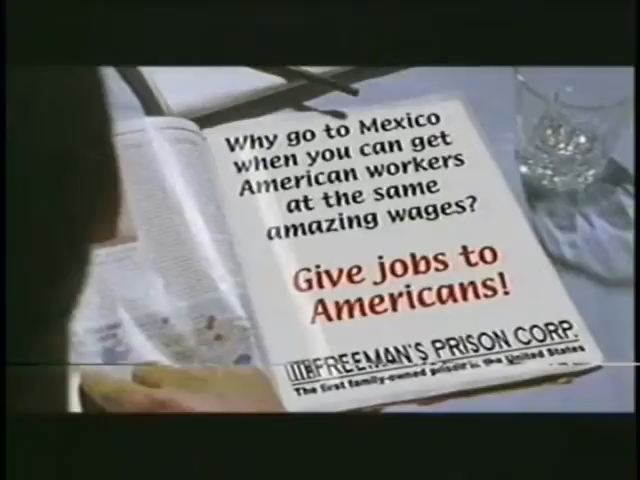 Why go to Mexico
when you can get
American workers
at the same
amazing wages?
Give jobs to
Americans!
FREEMAN'S PRISON CORP.
The first family-owned prison in the United States